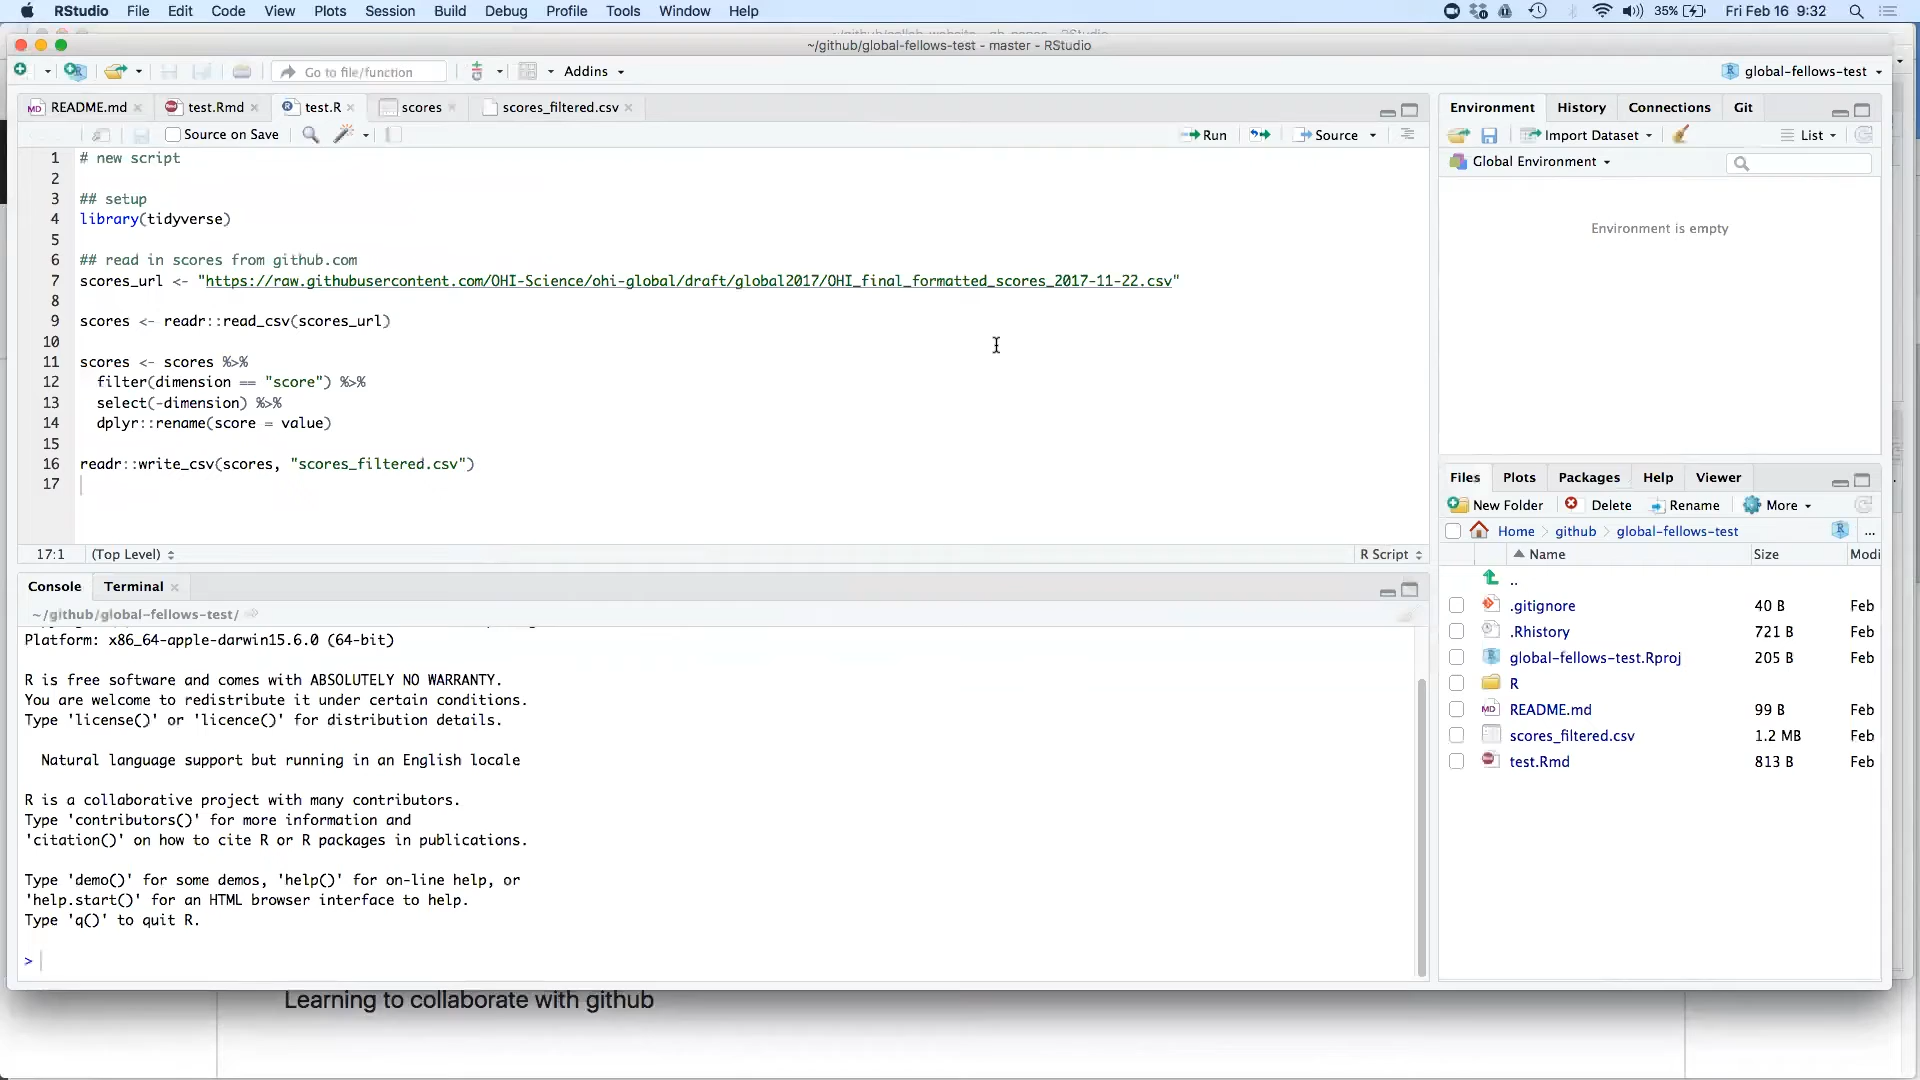 RStudio File Edit Code View Plots Session Build Debug Profile Tools Window Help 35% Fri Feb 16 9:32
~/github/global-fellows-test - master - RStudio
Go to file/function Addins global-fellows-test
README.md test.Rmd test.R scores scores_filtered.csv
Source on Save Run Source
1 # new script
2
3 ## setup
4 library(tidyverse)
5
6 ## read in scores from github.com
7 scores_url <- "https://raw.githubusercontent.com/OHI-Science/ohi-global/draft/global2017/OHI_final_formatted_scores_2017-11-22.csv"
8
9 scores <- readr::read_csv(scores_url)
10
11 scores <- scores %>%
12 filter(dimension == "score") %>%
13 select(-dimension) %>%
14 dplyr::rename(score = value)
15
16 readr::write_csv(scores, "scores_filtered.csv")
17
17:1 (Top Level) R Script
Console Terminal
~/github/global-fellows-test/
Platform: x86_64-apple-darwin15.6.0 (64-bit)
R is free software and comes with ABSOLUTELY NO WARRANTY.
You are welcome to redistribute it under certain conditions.
Type 'license()' or 'licence()' for distribution details.
Natural language support but running in an English locale
R is a collaborative project with many contributors.
Type 'contributors()' for more information and
'citation()' on how to cite R or R packages in publications.
Type 'demo()' for some demos, 'help()' for on-line help, or
'help.start()' for an HTML browser interface to help.
Type 'q()' to quit R.
>
Environment History Connections Git
Import Dataset List
Global Environment
Environment is empty
Files Plots Packages Help Viewer
New Folder Delete Rename More
Home github global-fellows-test ...
Name Size Modi
..
.gitignore 40 B Feb
.Rhistory 721 B Feb
global-fellows-test.Rproj 205 B Feb
R
README.md 99 B Feb
scores_filtered.csv 1.2 MB Feb
test.Rmd 813 B Feb
Learning to collaborate with github